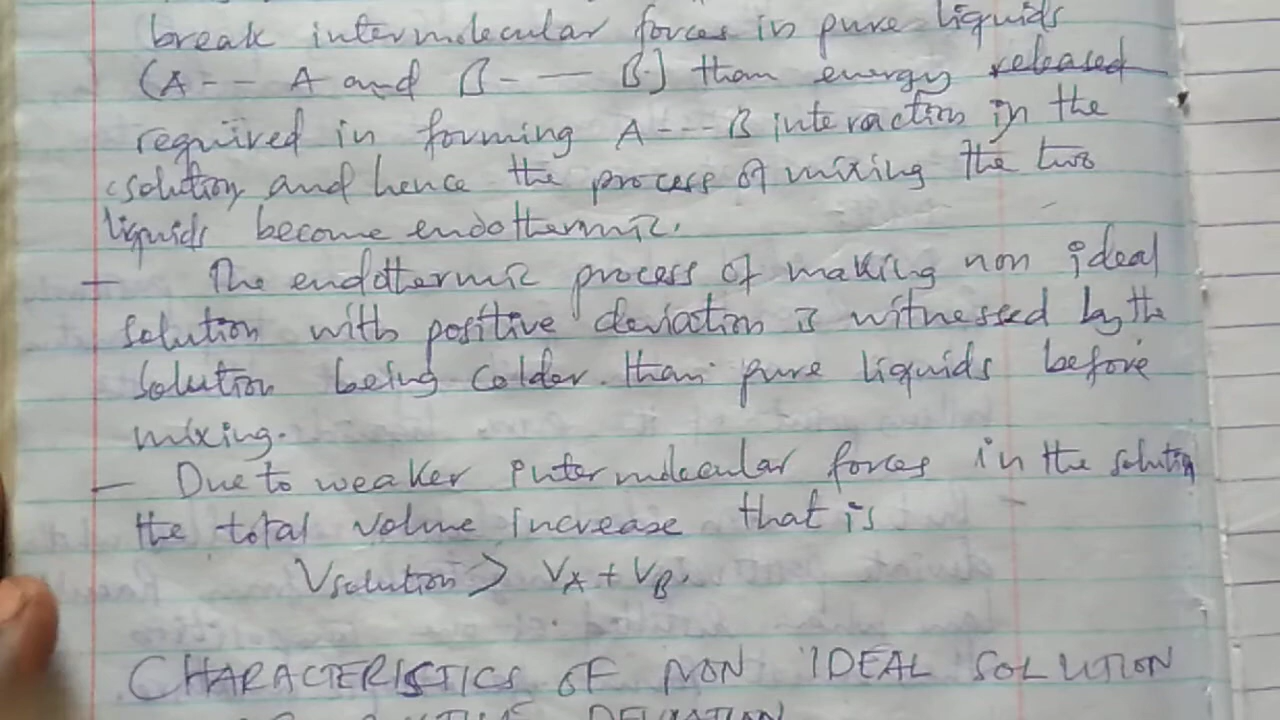 break intermolecular forces in pure liquids
(A-- A and B- — B) than energy released
required in forming A---B interaction in the
solution and hence the process of mixing the two
liquids become endothermic.
— The endothermic process of making non ideal
solution with positive deviation is witnessed by the
solution being colder than pure liquids before
mixing.
— Due to weaker intermolecular forces in the solution
the total volume increase that is
Vsolution > VA + VB.
CHARACTERISTICS OF NON IDEAL SOLUTION
DEVIATION